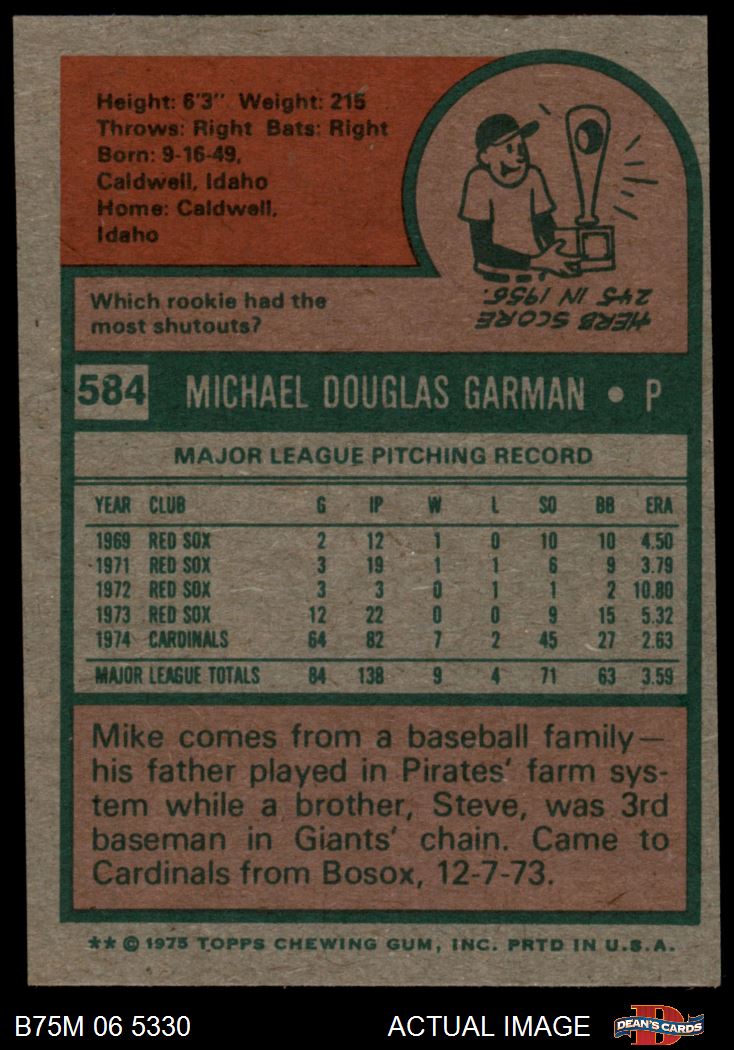 Height: 6'3" Weight: 215
Throws: Right Bats: Right
Born: 9-16-49,
Caldwell, Idaho
Home: Caldwell,
Idaho
Which rookie had the
most shutouts?
HERB SCORE
245 IN 1956.
584 MICHAEL DOUGLAS GARMAN • P
MAJOR LEAGUE PITCHING RECORD
YEAR CLUB G IP W L SO BB ERA
1969 RED SOX 2 12 1 0 10 10 4.50
1971 RED SOX 3 19 1 1 6 9 3.79
1972 RED SOX 3 3 0 1 1 2 10.80
1973 RED SOX 12 22 0 0 9 15 5.32
1974 CARDINALS 64 82 7 2 45 27 2.63
MAJOR LEAGUE TOTALS 84 138 9 4 71 63 3.59
Mike comes from a baseball family—
his father played in Pirates' farm sys-
tem while a brother, Steve, was 3rd
baseman in Giants' chain. Came to
Cardinals from Bosox, 12-7-73.
** © 1975 TOPPS CHEWING GUM, INC. PRTD IN U.S.A.
B75M 06 5330 ACTUAL IMAGE DEAN'S CARDS